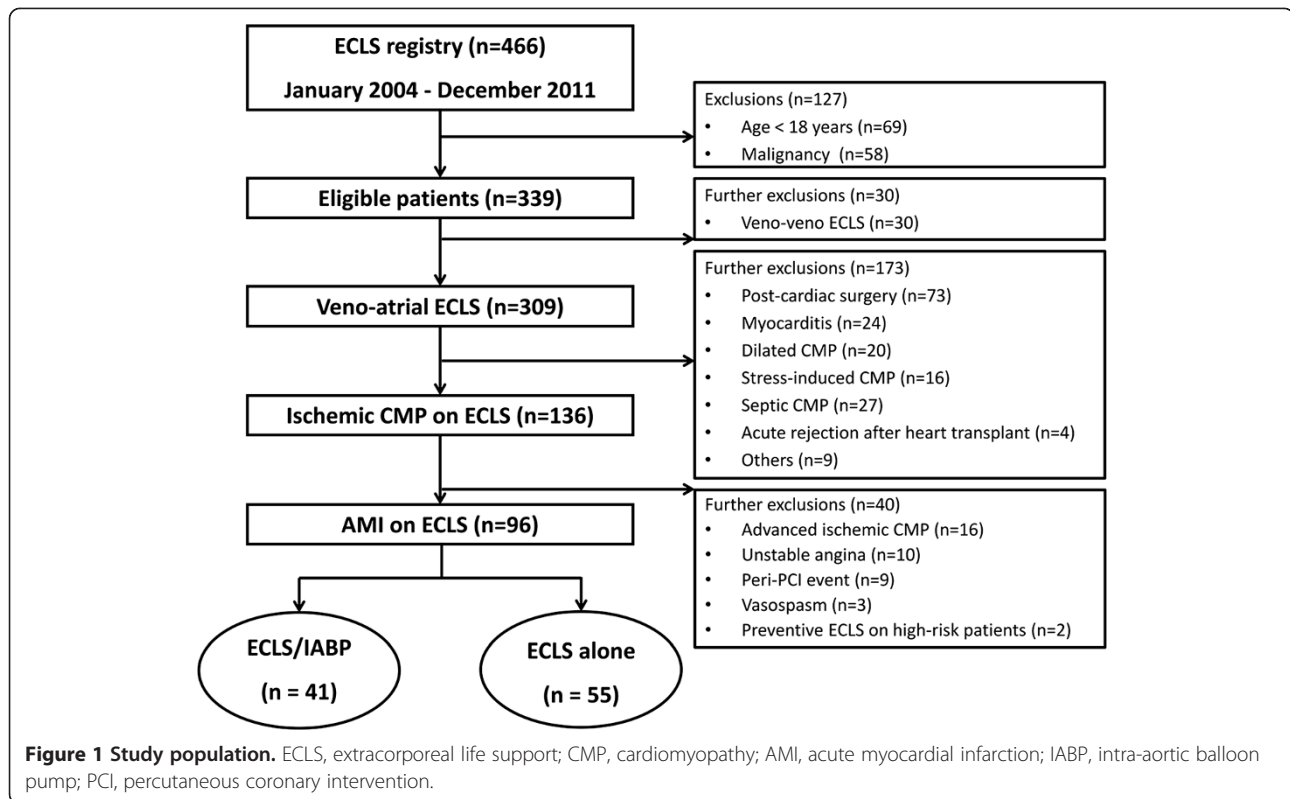 ECLS registry (n=466)
January 2004 - December 2011
Exclusions (n=127)
• Age < 18 years (n=69)
• Malignancy (n=58)
Eligible patients (n=339)
Further exclusions (n=30)
• Veno-veno ECLS (n=30)
Veno-atrial ECLS (n=309)
Further exclusions (n=173)
• Post-cardiac surgery (n=73)
• Myocarditis (n=24)
• Dilated CMP (n=20)
• Stress-induced CMP (n=16)
• Septic CMP (n=27)
• Acute rejection after heart transplant (n=4)
• Others (n=9)
Ischemic CMP on ECLS (n=136)
Further exclusions (n=40)
• Advanced ischemic CMP (n=16)
• Unstable angina (n=10)
• Peri-PCI event (n=9)
• Vasospasm (n=3)
• Preventive ECLS on high-risk patients (n=2)
AMI on ECLS (n=96)
ECLS/IABP
(n = 41)
ECLS alone
(n = 55)
Figure 1 Study population. ECLS, extracorporeal life support; CMP, cardiomyopathy; AMI, acute myocardial infarction; IABP, intra-aortic balloon
pump; PCI, percutaneous coronary intervention.